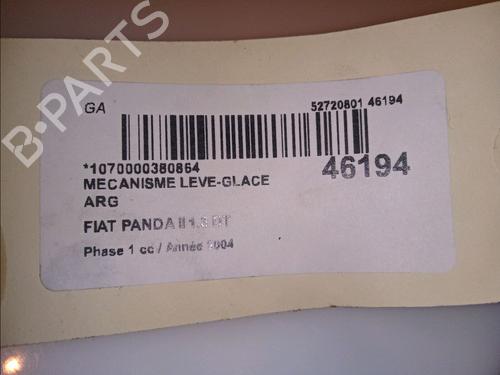 GA
52720801 46194
*1070000380864
46194
MECANISME LEVE-GLACE
ARG
FIAT PANDA II 1.3 DT
Phase 1 cc / Année 2004
B-PARTS